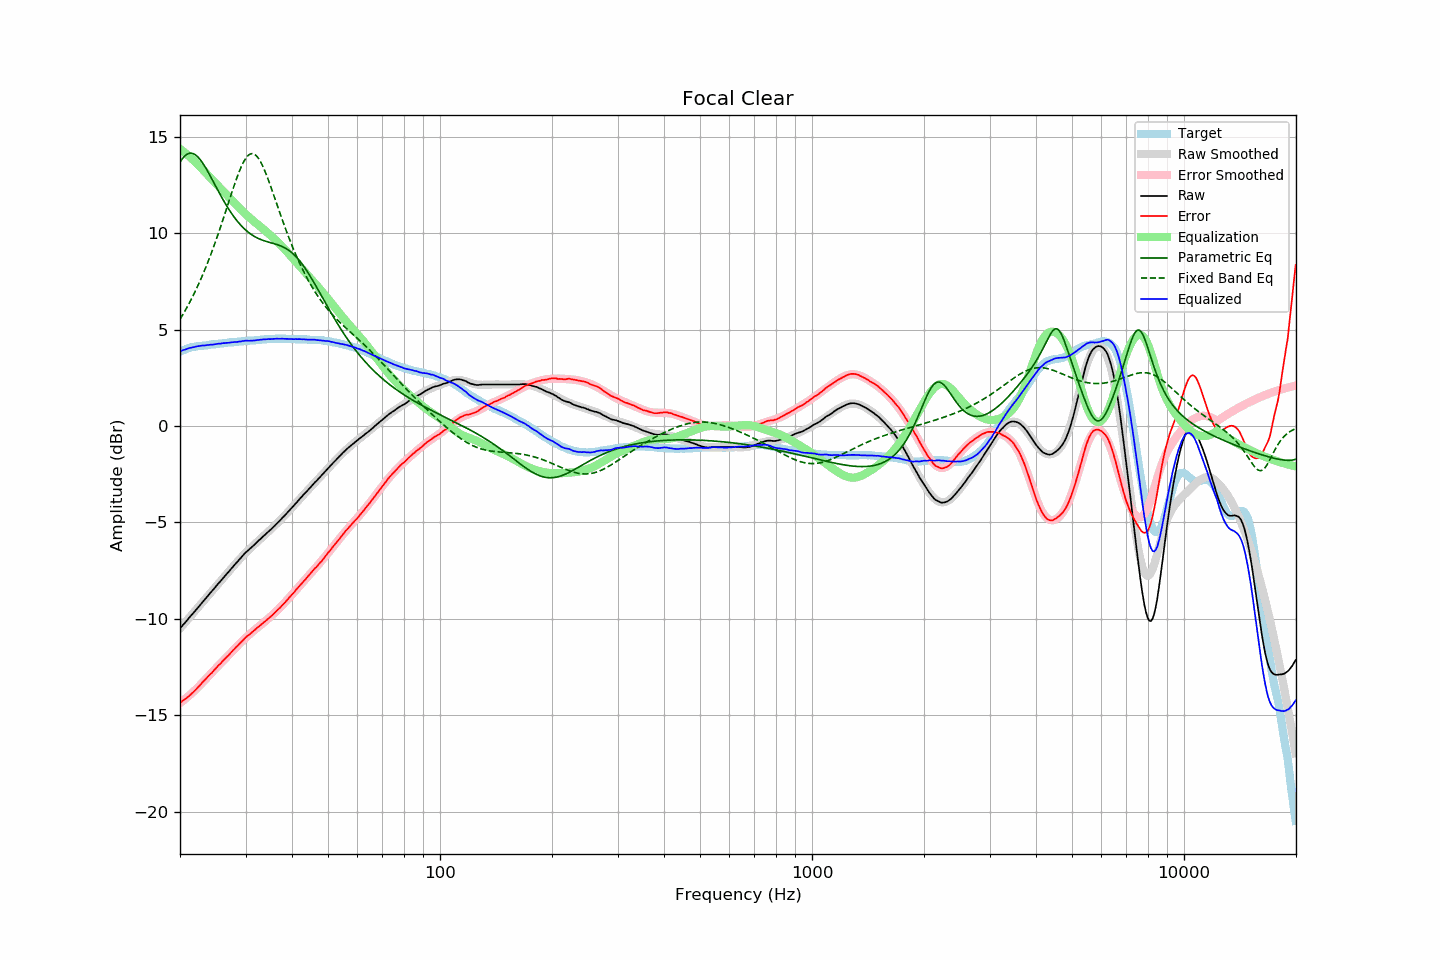 Focal Clear
Target
Raw Smoothed
Error Smoothed
Raw
Error
Equalization
Parametric Eq
Fixed Band Eq
Equalized
15
10
5
0
−5
−10
−15
−20
Amplitude (dBr)
100
1000
10000
Frequency (Hz)